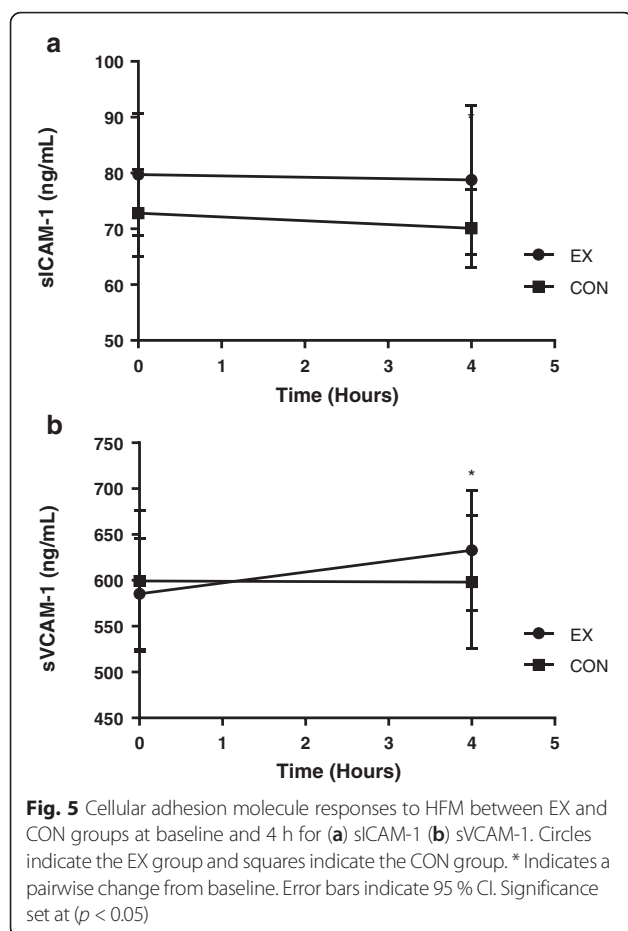 a
100
90
80
70
60
50
sICAM-1 (ng/mL)
*
EX
CON
0 1 2 3 4 5
Time (Hours)
b
750
700
650
600
550
500
450
sVCAM-1 (ng/mL)
*
EX
CON
0 1 2 3 4 5
Time (Hours)
Fig. 5 Cellular adhesion molecule responses to HFM between EX and
CON groups at baseline and 4 h for (a) sICAM-1 (b) sVCAM-1. Circles
indicate the EX group and squares indicate the CON group. * Indicates a
pairwise change from baseline. Error bars indicate 95 % CI. Significance
set at (p < 0.05)